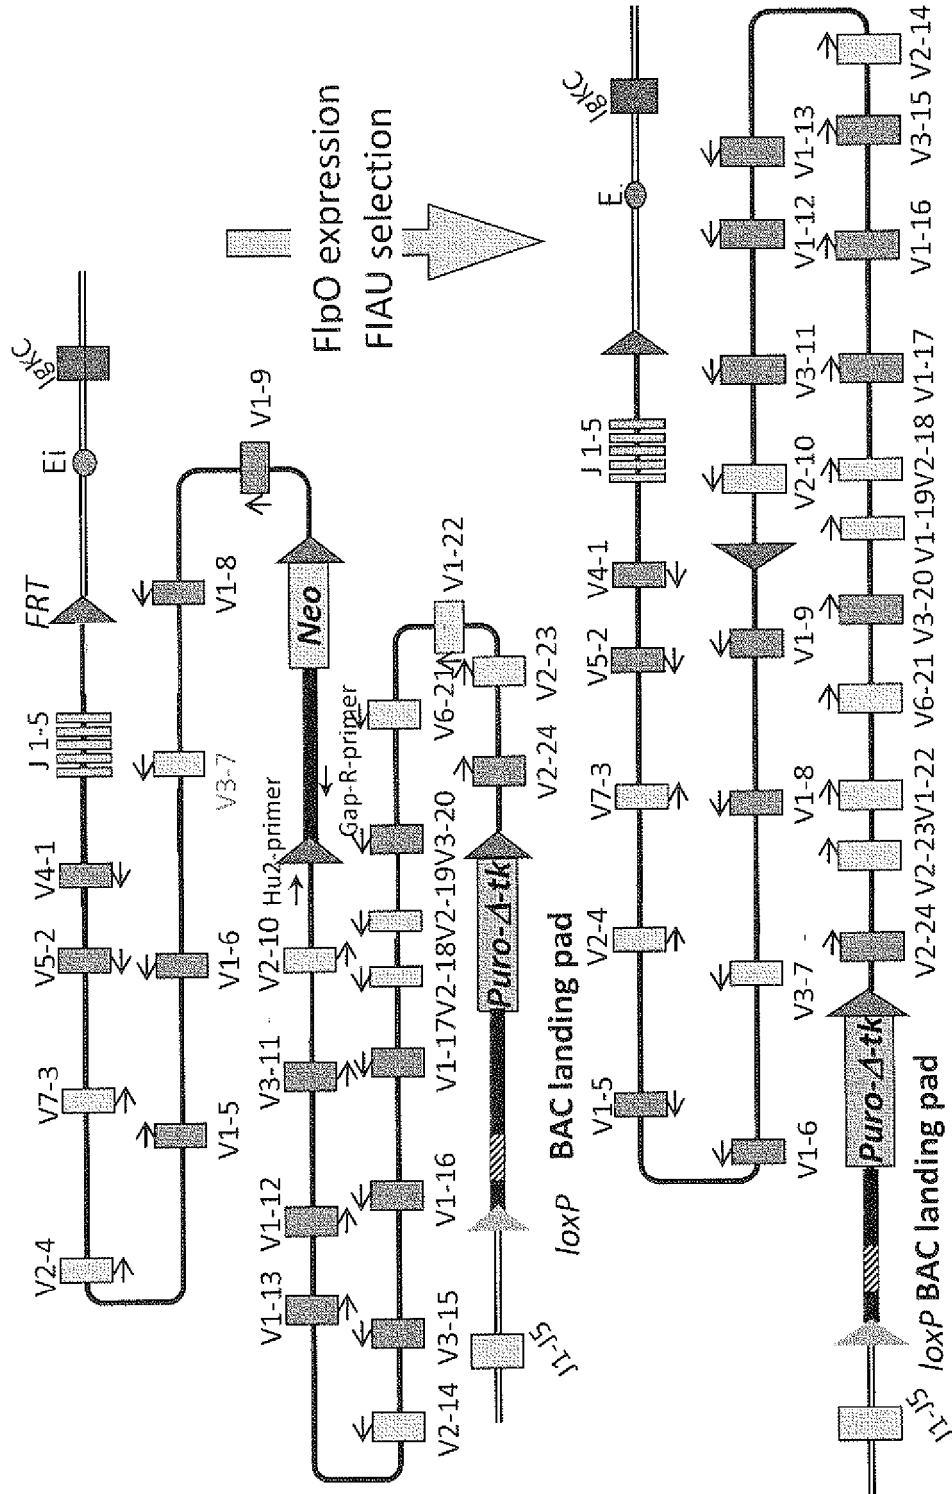 V2-4 V7-3 V5-2 V4-1 J 1-5 FRT Ei IgKC
V1-5 V1-6 V3-7 V1-8 V1-9
V1-13 V1-12 V3-11 V2-10 Hu2-primer Neo
Gap-R-primer
V2-14 V3-15 V1-16 V1-17 V2-18 V2-19 V3-20 V6-21 V1-22
Puro-Δ-tk
J1-J5 loxP BAC landing pad V2-24 V2-23
FlpO expression
FIAU selection
V1-5 V2-4 V7-3 V5-2 V4-1 J 1-5 E. IgKC
V1-6 V3-7 V1-8 V1-9 V2-10 V3-11 V1-12 V1-13
Puro-Δ-tk
V2-24 V2-23 V1-22 V6-21 V3-20 V1-19 V2-18 V1-17 V1-16 V3-15 V2-14
J1-J5 loxP BAC landing pad